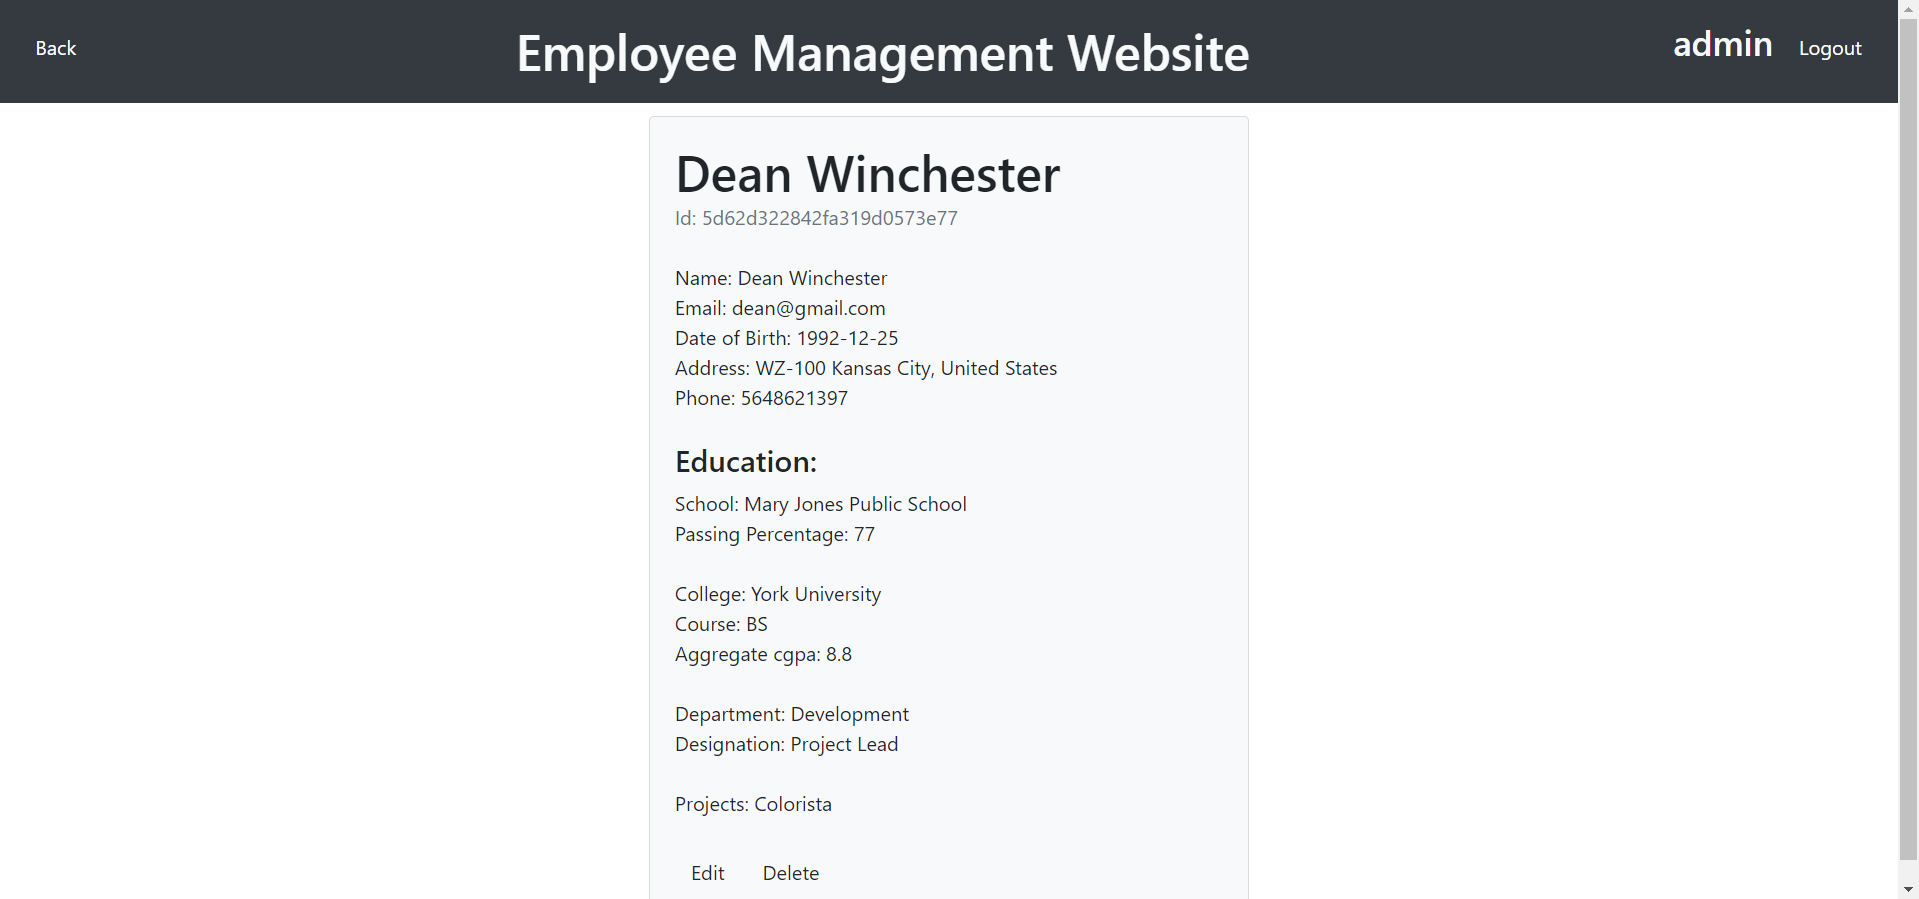 Back
Employee Management Website
admin
Logout
Dean Winchester
Id: 5d62d322842fa319d0573e77
Name: Dean Winchester
Email: dean@gmail.com
Date of Birth: 1992-12-25
Address: WZ-100 Kansas City, United States
Phone: 5648621397
Education:
School: Mary Jones Public School
Passing Percentage: 77
College: York University
Course: BS
Aggregate cgpa: 8.8
Department: Development
Designation: Project Lead
Projects: Colorista
Edit
Delete